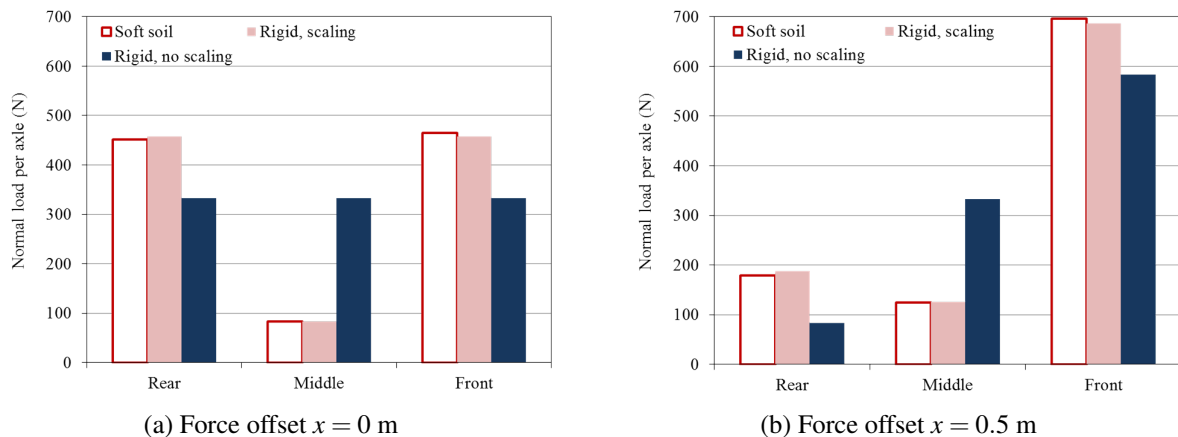 Normal load per axle (N)
700
600
500
400
300
200
100
0
Soft soil
Rigid, scaling
Rigid, no scaling
Rear
Middle
Front
(a) Force offset x = 0 m
Normal load per axle (N)
700
600
500
400
300
200
100
0
Soft soil
Rigid, scaling
Rigid, no scaling
Rear
Middle
Front
(b) Force offset x = 0.5 m